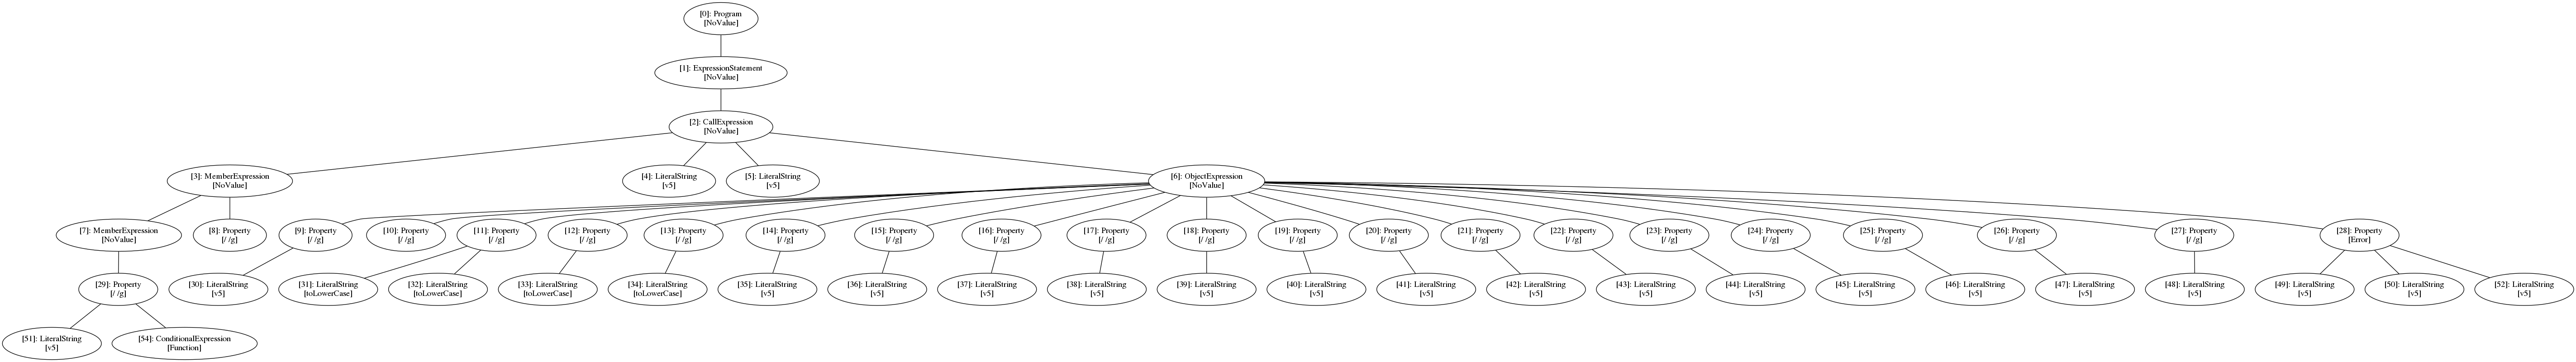 [0]: Program
[NoValue]
[1]: ExpressionStatement
[NoValue]
[2]: CallExpression
[NoValue]
[3]: MemberExpression
[NoValue]
[4]: LiteralString
[v5]
[5]: LiteralString
[v5]
[6]: ObjectExpression
[NoValue]
[7]: MemberExpression
[NoValue]
[8]: Property
[/ /g]
[9]: Property
[/ /g]
[10]: Property
[/ /g]
[11]: Property
[/ /g]
[12]: Property
[/ /g]
[13]: Property
[/ /g]
[14]: Property
[/ /g]
[15]: Property
[/ /g]
[16]: Property
[/ /g]
[17]: Property
[/ /g]
[18]: Property
[/ /g]
[19]: Property
[/ /g]
[20]: Property
[/ /g]
[21]: Property
[/ /g]
[22]: Property
[/ /g]
[23]: Property
[/ /g]
[24]: Property
[/ /g]
[25]: Property
[/ /g]
[26]: Property
[/ /g]
[27]: Property
[/ /g]
[28]: Property
[Error]
[29]: Property
[/ /g]
[30]: LiteralString
[v5]
[31]: LiteralString
[toLowerCase]
[32]: LiteralString
[toLowerCase]
[33]: LiteralString
[toLowerCase]
[34]: LiteralString
[toLowerCase]
[35]: LiteralString
[v5]
[36]: LiteralString
[v5]
[37]: LiteralString
[v5]
[38]: LiteralString
[v5]
[39]: LiteralString
[v5]
[40]: LiteralString
[v5]
[41]: LiteralString
[v5]
[42]: LiteralString
[v5]
[43]: LiteralString
[v5]
[44]: LiteralString
[v5]
[45]: LiteralString
[v5]
[46]: LiteralString
[v5]
[47]: LiteralString
[v5]
[48]: LiteralString
[v5]
[49]: LiteralString
[v5]
[50]: LiteralString
[v5]
[52]: LiteralString
[v5]
[51]: LiteralString
[v5]
[54]: ConditionalExpression
[Function]